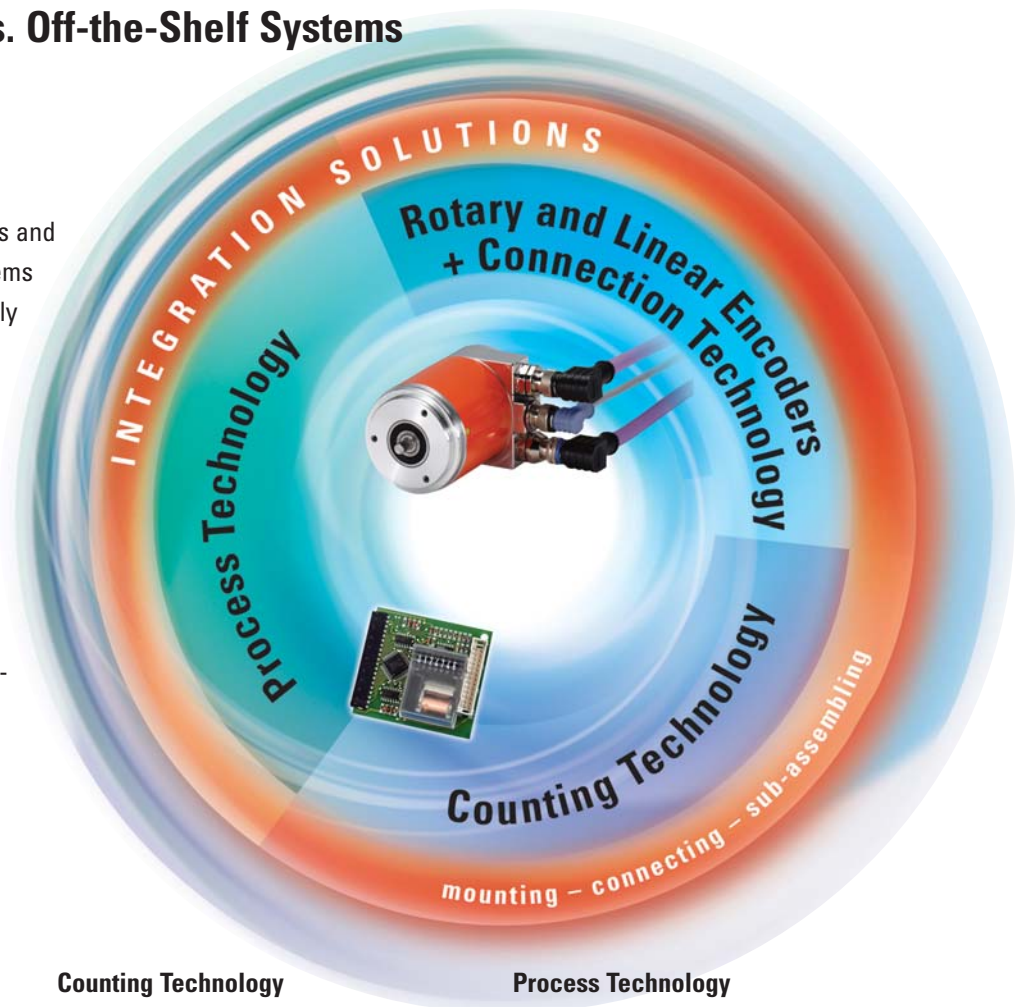 s. Off-the-Shelf Systems
s and
ems
ly
-
INTEGRATION SOLUTIONS
Rotary and Linear Encoders
+ Connection Technology
Process Technology
Counting Technology
mounting – connecting – sub-assembling
Counting Technology
Process Technology